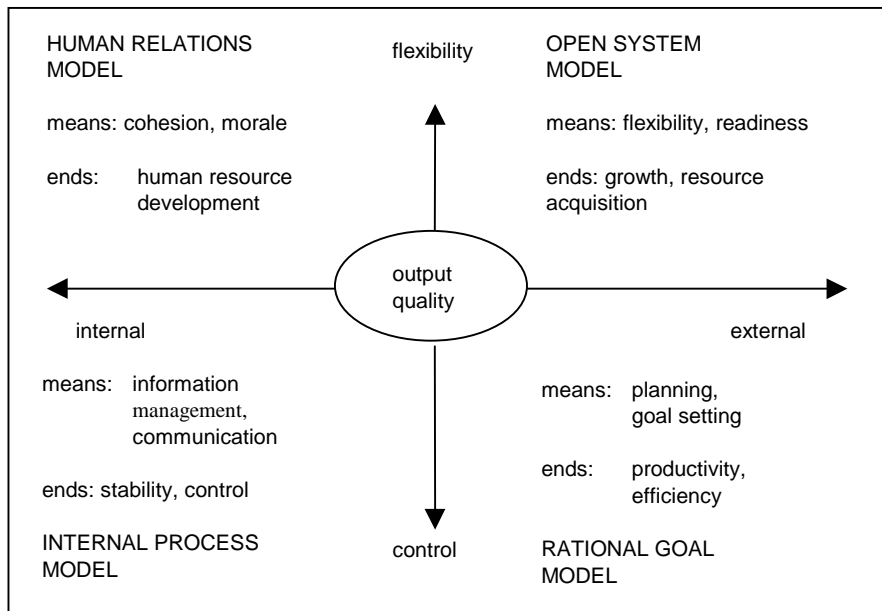 HUMAN RELATIONS
MODEL
means: cohesion, morale
ends: human resource
development
flexibility
OPEN SYSTEM
MODEL
means: flexibility, readiness
ends: growth, resource
acquisition
output
quality
internal
external
means: information
management,
communication
ends: stability, control
INTERNAL PROCESS
MODEL
control
means: planning,
goal setting
ends: productivity,
efficiency
RATIONAL GOAL
MODEL